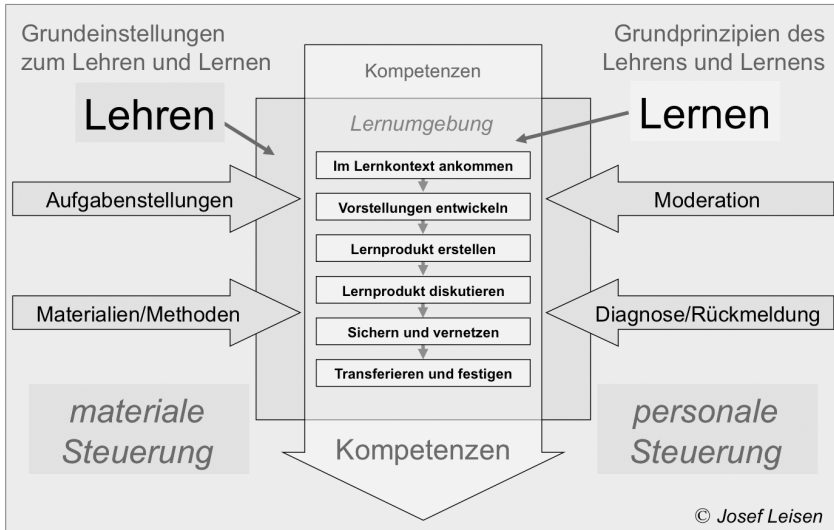 Grundeinstellungen
zum Lehren und Lernen
Grundprinzipien des
Lehrens und Lernens
Kompetenzen
Lehren
Lernen
Lernumgebung
Im Lernkontext ankommen
Vorstellungen entwickeln
Lernprodukt erstellen
Lernprodukt diskutieren
Sichern und vernetzen
Transferieren und festigen
Aufgabenstellungen
Moderation
Materialien/Methoden
Diagnose/Rückmeldung
materiale
Steuerung
Kompetenzen
personale
Steuerung
© Josef Leisen